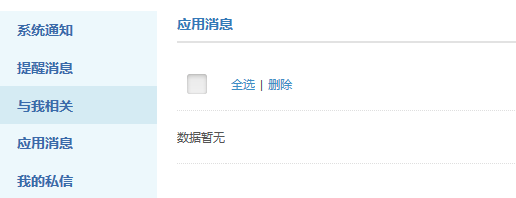 系统通知
提醒消息
与我相关
应用消息
我的私信
应用消息
全选 | 删除
数据暂无